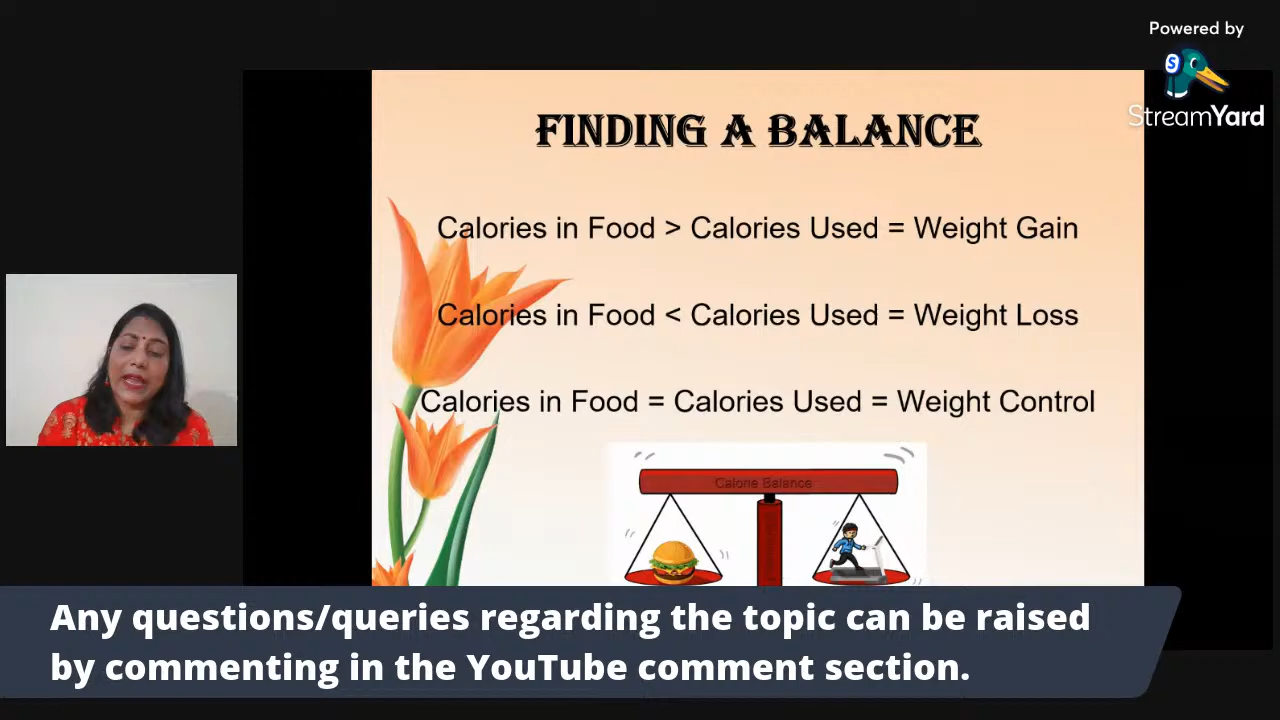 Powered by
StreamYard
FINDING A BALANCE
Calories in Food > Calories Used = Weight Gain
Calories in Food < Calories Used = Weight Loss
Calories in Food = Calories Used = Weight Control
Calorie Balance
Any questions/queries regarding the topic can be raised
by commenting in the YouTube comment section.